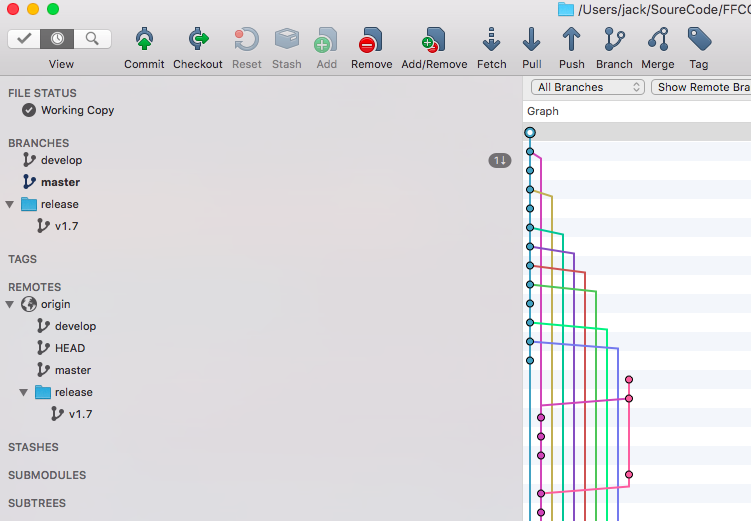 /Users/jack/SoureCode/FFCO
View Commit Checkout Reset Stash Add Remove Add/Remove Fetch Pull Push Branch Merge Tag
All Branches Show Remote Bra
Graph
FILE STATUS
Working Copy
BRANCHES
develop 1↓
master
release
v1.7
TAGS
REMOTES
origin
develop
HEAD
master
release
v1.7
STASHES
SUBMODULES
SUBTREES